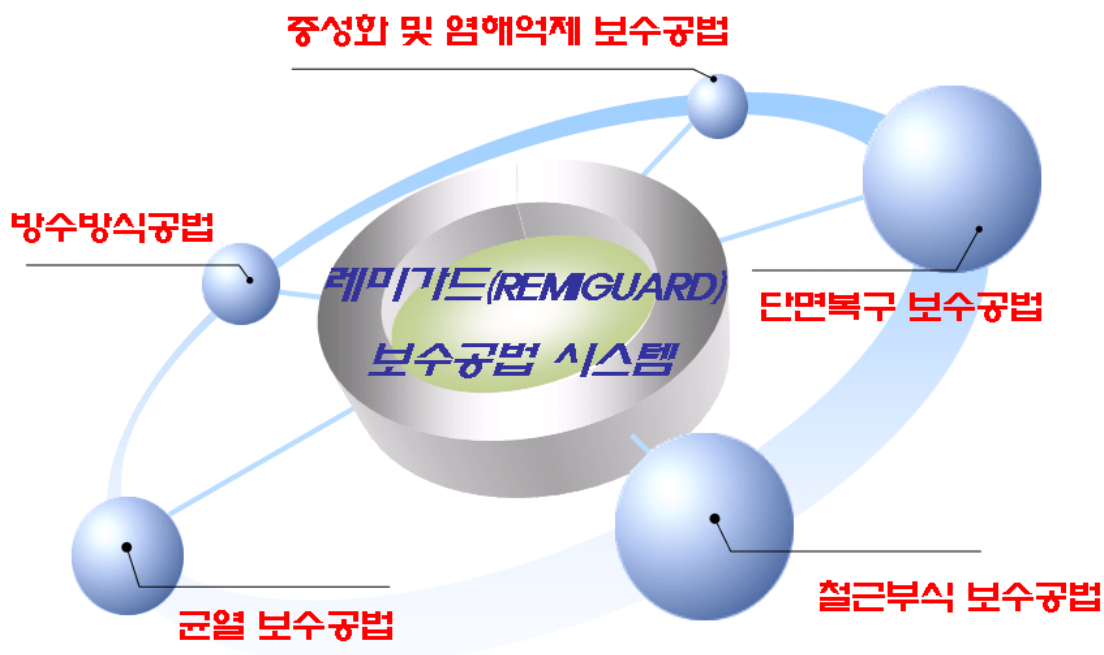 중성화 및 염해억제 보수공법
방수방식공법
레미가드(REMIGUARD)
보수공법 시스템
단면복구 보수공법
철근부식 보수공법
균열 보수공법